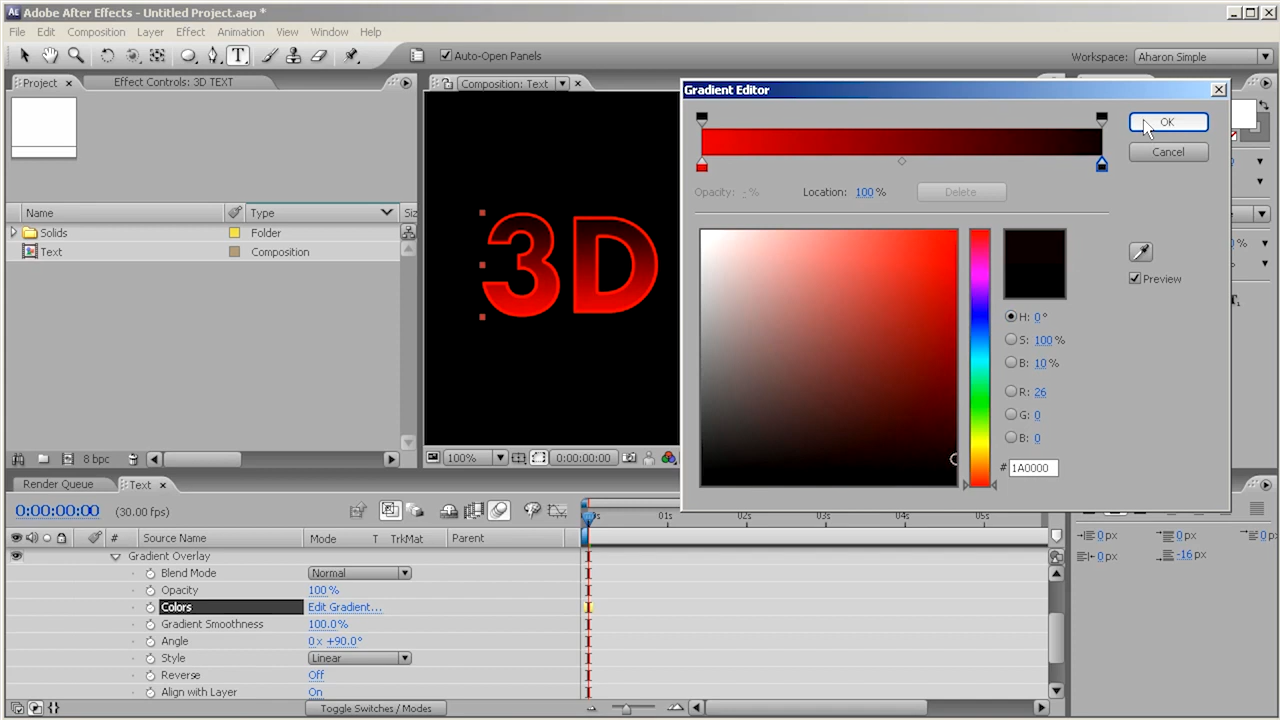 Adobe After Effects - Untitled Project.aep *
File Edit Composition Layer Effect Animation View Window Help
Auto-Open Panels
Workspace: Aharon Simple
Project
Effect Controls: 3D TEXT
Composition: Text
Gradient Editor
OK
Cancel
Opacity: - %
Location: 100 %
Delete
Preview
H: 0 °
S: 100 %
B: 10 %
R: 26
G: 0
B: 0
# 1A0000
Name
Type
Siz
Solids
Folder
Text
Composition
3D
8 bpc
100%
0:00:00:00
Render Queue
Text
0:00:00:00
(30.00 fps)
01s
02s
03s
04s
05s
# Source Name Mode T TrkMat Parent
Gradient Overlay
Blend Mode Normal
Opacity 100 %
Colors Edit Gradient...
Gradient Smoothness 100.0%
Angle 0 x +90.0°
Style Linear
Reverse Off
Align with Layer On
Toggle Switches / Modes
0 px
0 px
0 p
0 px
-16 px